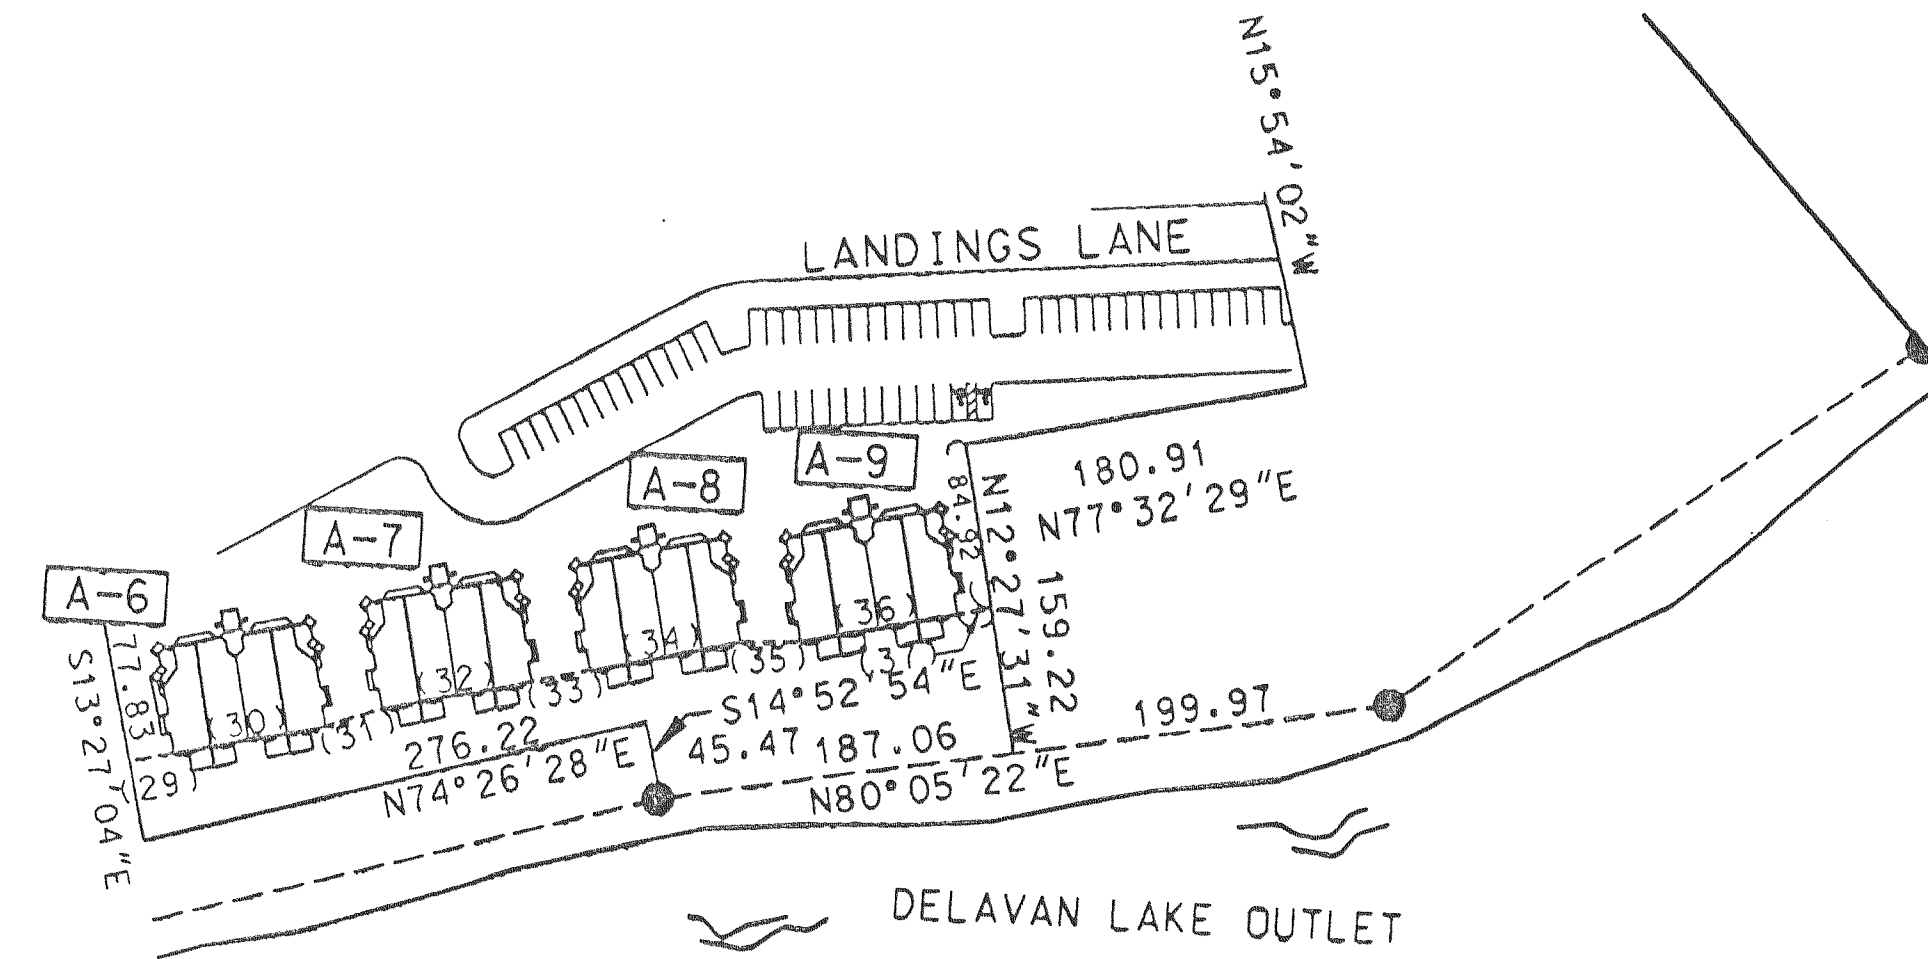 N15°54'02"W
LANDINGS LANE
A-9
A-8
A-7
A-6
180.91
N77°32'29"E
84.92
N12°27'31"W
159.22
77.83
S13°27'04"E
(29)
(30)
(31)
(32)
(33)
(34)
(35)
(36)
(37)
276.22
N74°26'28"E
S14°52'54"E
45.47
187.06
N80°05'22"E
199.97
DELAVAN LAKE OUTLET